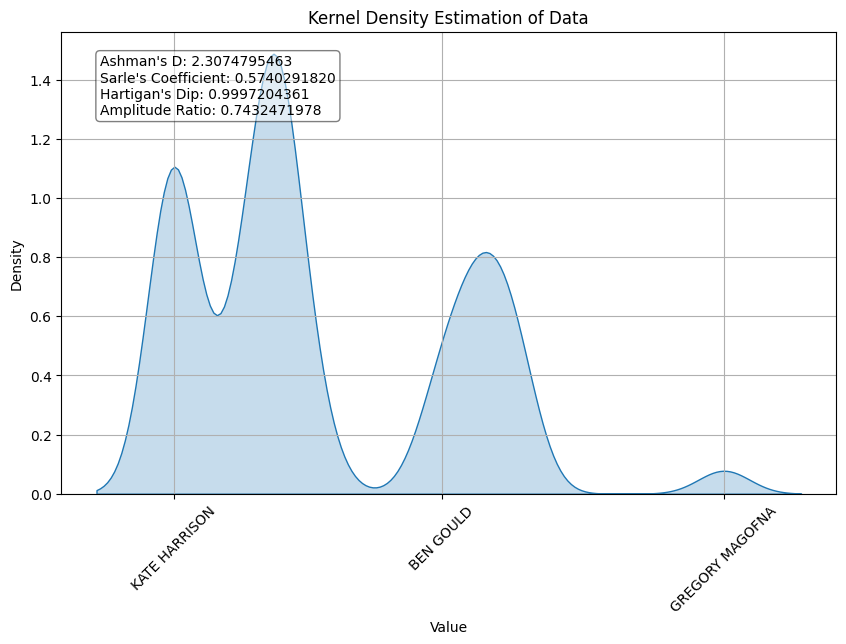 Kernel Density Estimation of Data
Ashman's D: 2.3074795463
Sarle's Coefficient: 0.5740291820
Hartigan's Dip: 0.9997204361
Amplitude Ratio: 0.7432471978
1.4
1.2
1.0
0.8
0.6
0.4
0.2
0.0
Density
KATE HARRISON
BEN GOULD
GREGORY MAGOFNA
Value